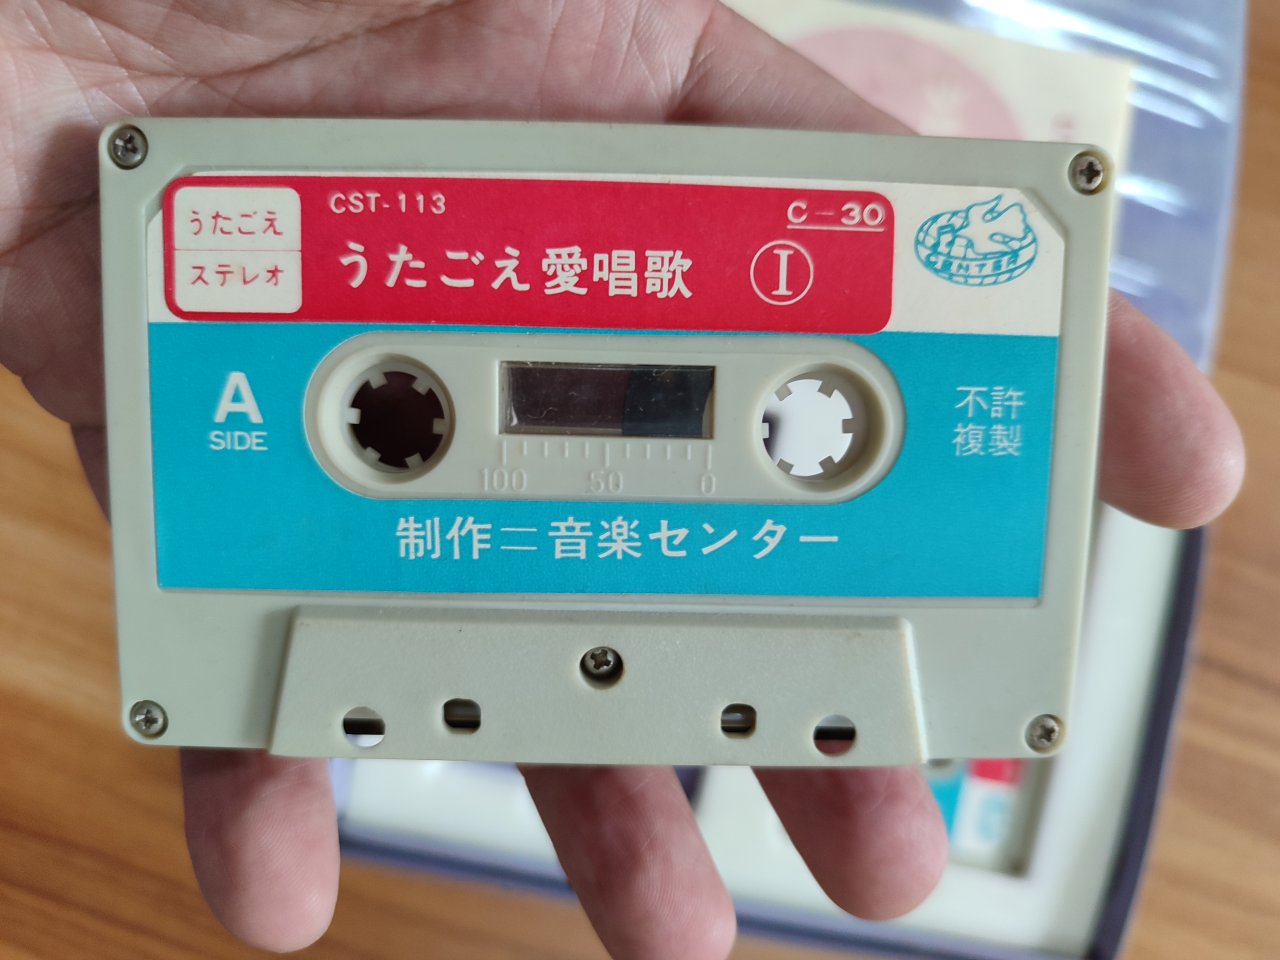 うたごえ
ステレオ
CST-113
C-30
うたごえ愛唱歌 Ⅰ
CENTER
A
SIDE
不許
複製
100 50 0
制作=音楽センター